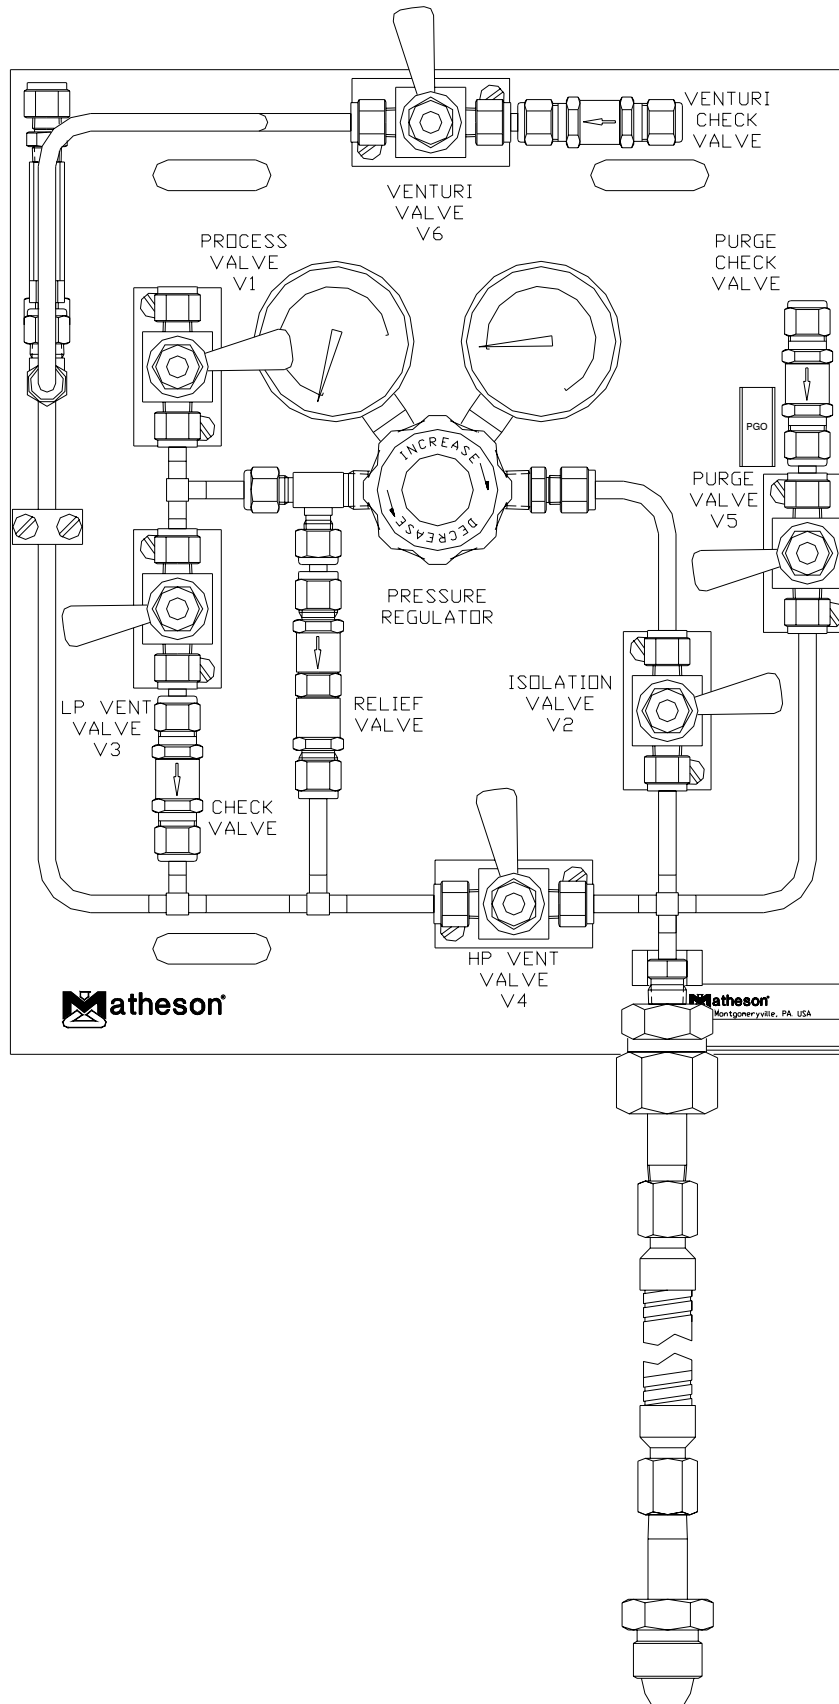 VENTURI
CHECK
VALVE
VENTURI
VALVE
V6
PROCESS
VALVE
V1
PURGE
CHECK
VALVE
PGO
INCREASE
DECREASE
PURGE
VALVE
V5
PRESSURE
REGULATOR
ISOLATION
VALVE
V2
LP VENT
VALVE
V3
RELIEF
VALVE
CHECK
VALVE
HP VENT
VALVE
V4
Matheson®
Matheson®
Montgomeryville, PA. USA